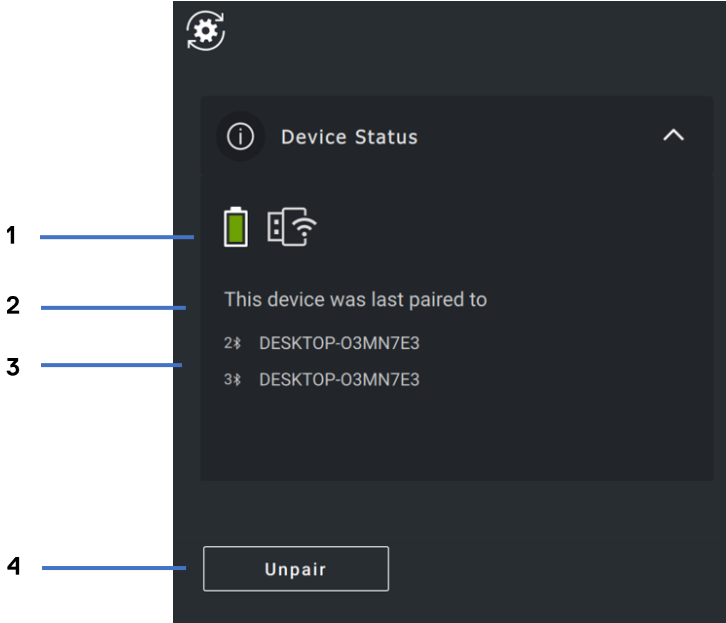 Device Status
1
2
This device was last paired to
2 DESKTOP-O3MN7E3
3
3 DESKTOP-O3MN7E3
4
Unpair